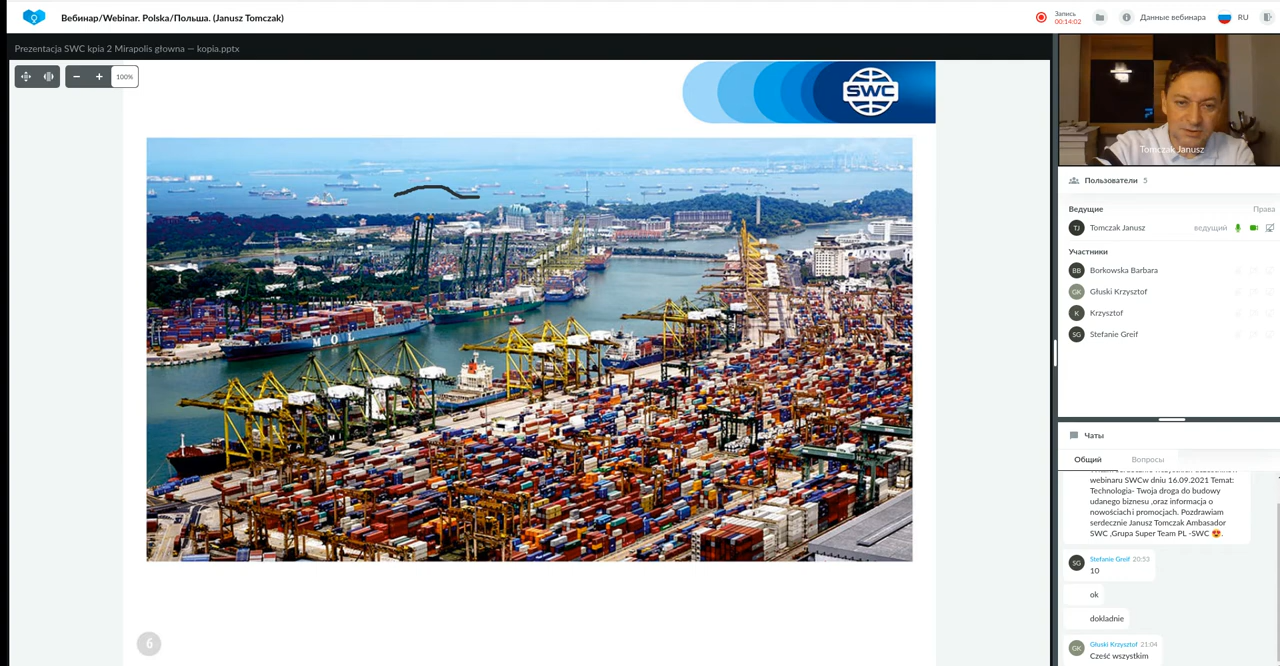 Вебинар/Webinar. Polska/Польша. (Janusz Tomczak)
Запись
00:14:02
Данные вебинара
RU
Prezentacja SWC kpia 2 Mirapolis głowna — kopia.pptx
100%
SWC
MOL
6
Tomczak Janusz
Пользователи 5
Ведущие
Права
TJ
Tomczak Janusz
ведущий
Участники
BB
Borkowska Barbara
GK
Głuski Krzysztof
K
Krzysztof
SG
Stefanie Greif
Чаты
Общий
Вопросы
webinaru SWCw dniu 16.09.2021 Temat:
Technologia- Twoja droga do budowy
udanego biznesu ,oraz informacja o
nowościach i promocjach. Pozdrawiam
serdecznie Janusz Tomczak Ambasador
SWC ,Grupa Super Team PL -SWC 😍.
SG
Stefanie Greif 20:53
10
ok
dokladnie
GK
Głuski Krzysztof 21:04
Cześć wszystkim